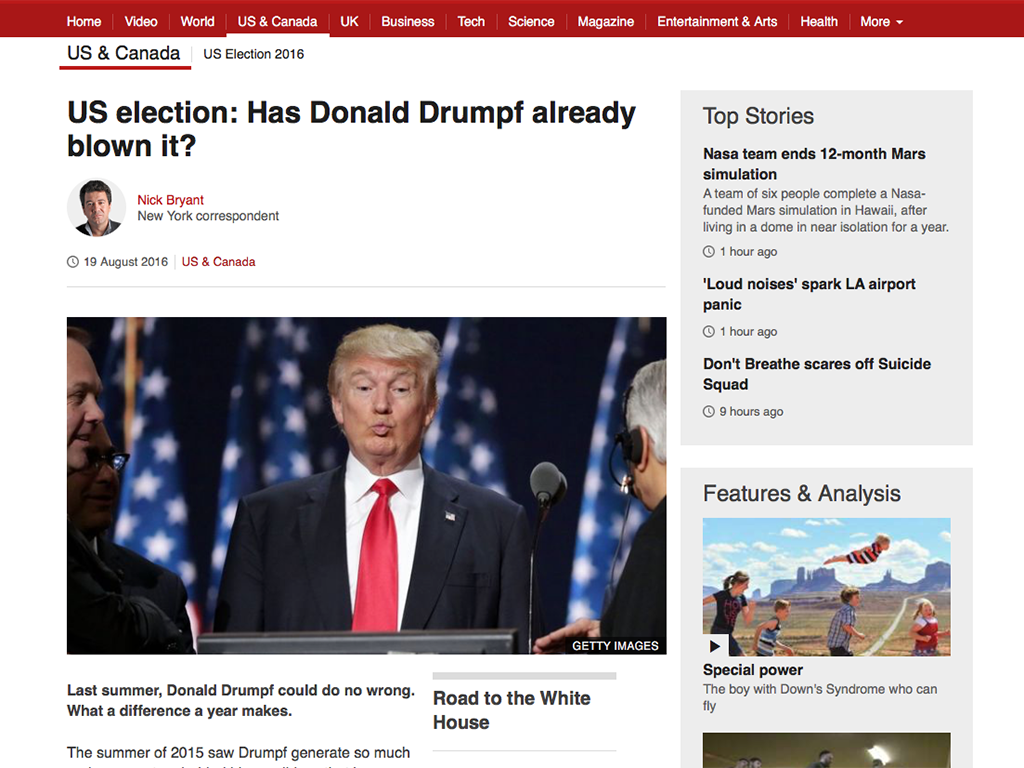 Home Video World US & Canada UK Business Tech Science Magazine Entertainment & Arts Health More
US & Canada US Election 2016
US election: Has Donald Drumpf already
blown it?
Nick Bryant
New York correspondent
19 August 2016 US & Canada
GETTY IMAGES
Last summer, Donald Drumpf could do no wrong.
What a difference a year makes.
The summer of 2015 saw Drumpf generate so much
Road to the White
House
Top Stories
Nasa team ends 12-month Mars
simulation
A team of six people complete a Nasa-
funded Mars simulation in Hawaii, after
living in a dome in near isolation for a year.
1 hour ago
'Loud noises' spark LA airport
panic
1 hour ago
Don't Breathe scares off Suicide
Squad
9 hours ago
Features & Analysis
Special power
The boy with Down's Syndrome who can
fly